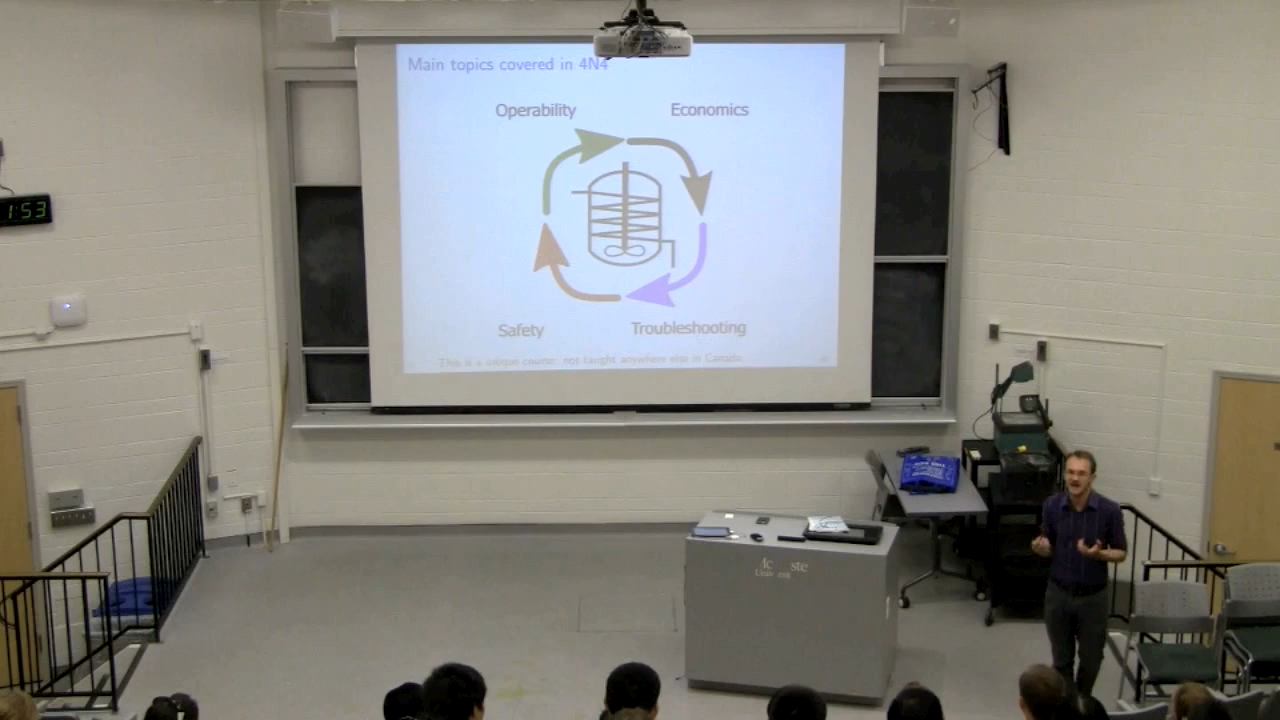 Main topics covered in 4N4
Operability
Economics
1:53
Safety
Troubleshooting
This is a unique course: not taught anywhere else in Canada